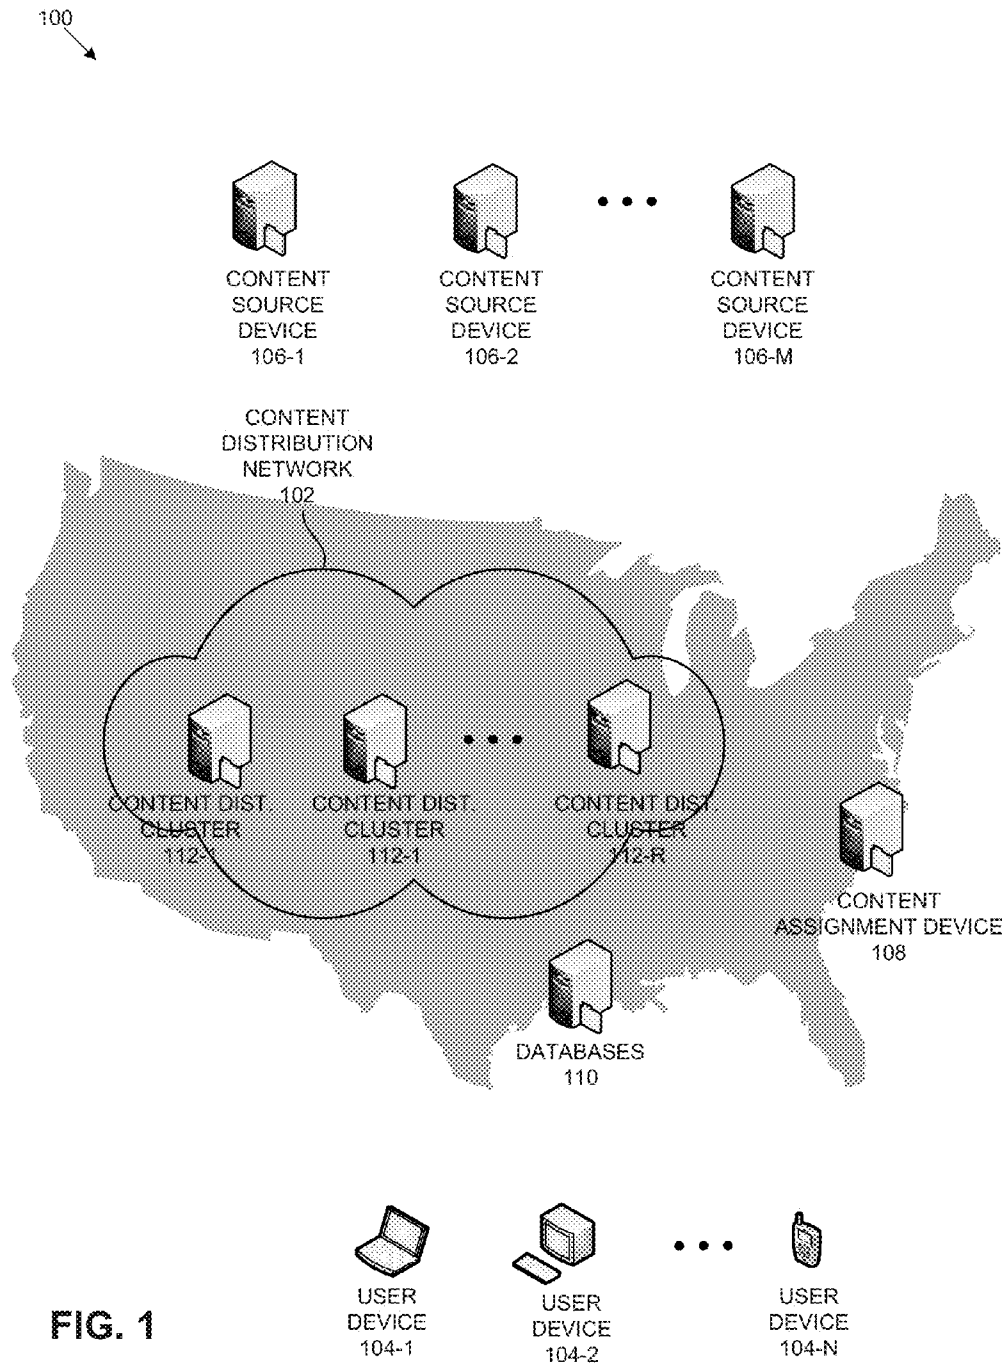 100
CONTENT
SOURCE
DEVICE
106-1
CONTENT
SOURCE
DEVICE
106-2
CONTENT
SOURCE
DEVICE
106-M
CONTENT
DISTRIBUTION
NETWORK
102
CONTENT DIST.
CLUSTER
112-1
CONTENT DIST.
CLUSTER
112-1
CONTENT DIST.
CLUSTER
112-R
CONTENT
ASSIGNMENT DEVICE
108
DATABASES
110
USER
DEVICE
104-1
USER
DEVICE
104-2
USER
DEVICE
104-N
FIG. 1